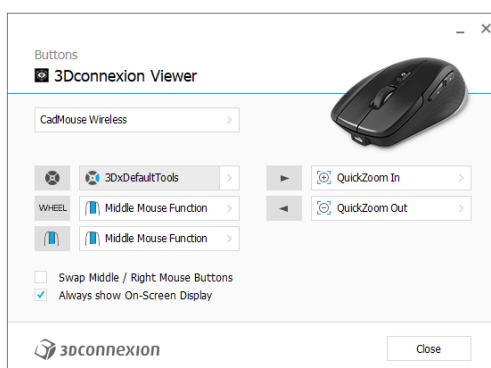 Buttons
3Dconnexion Viewer
CadMouse Wireless
3DxDefaultTools
QuickZoom In
WHEEL
Middle Mouse Function
QuickZoom Out
Middle Mouse Function
Swap Middle / Right Mouse Buttons
Always show On-Screen Display
3Dconnexion
Close